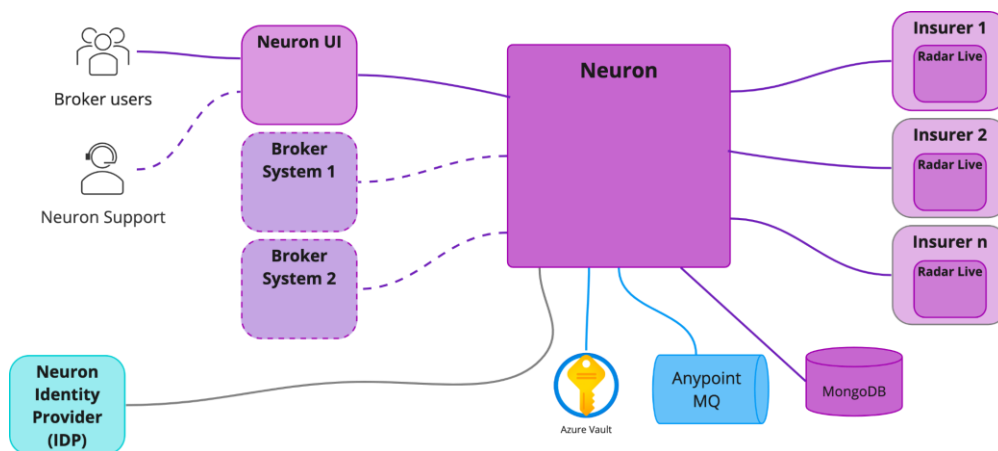 Broker users
Neuron Support
Neuron UI
Broker
System 1
Broker
System 2
Neuron
Insurer 1
Radar Live
Insurer 2
Radar Live
Insurer n
Radar Live
Neuron
Identity
Provider
(IDP)
Azure Vault
Anypoint
MQ
MongoDB